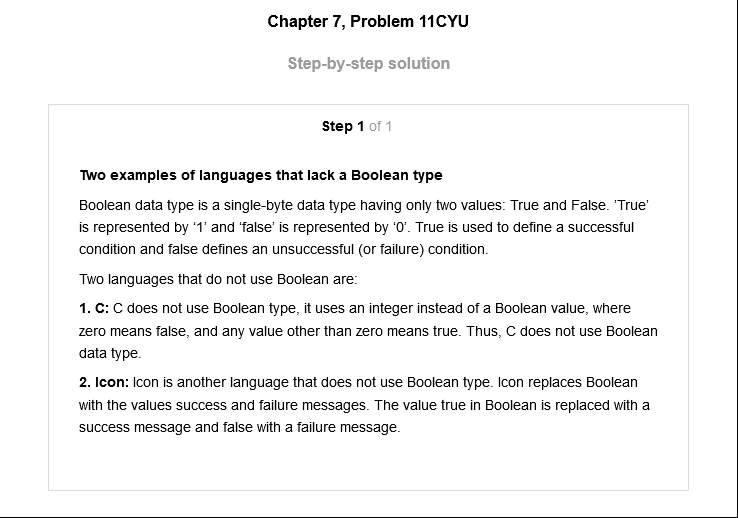 Chapter 7, Problem 11CYU
Step-by-step solution
Step 1 of 1
Two examples of languages that lack a Boolean type
Boolean data type is a single-byte data type having only two values: True and False. ’True’
is represented by ‘1’ and ‘false’ is represented by ‘0’. True is used to define a successful
condition and false defines an unsuccessful (or failure) condition.
Two languages that do not use Boolean are:
1. C: C does not use Boolean type, it uses an integer instead of a Boolean value, where
zero means false, and any value other than zero means true. Thus, C does not use Boolean
data type.
2. Icon: Icon is another language that does not use Boolean type. Icon replaces Boolean
with the values success and failure messages. The value true in Boolean is replaced with a
success message and false with a failure message.